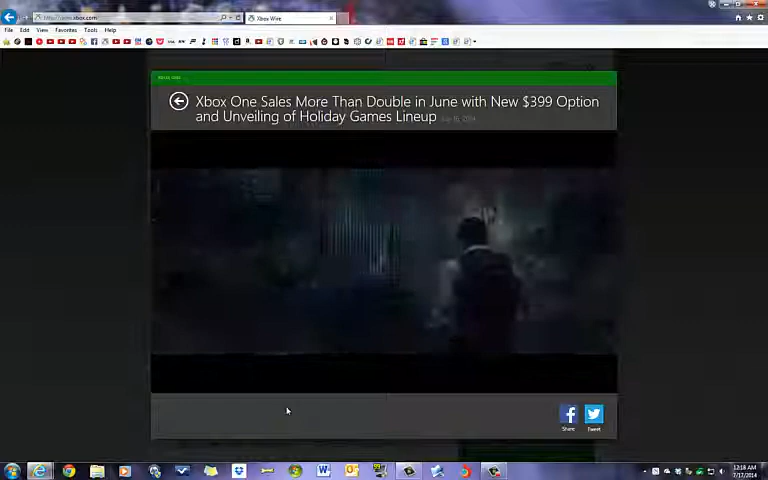 Xbox Wire
File Edit View Favorites Tools Help
Xbox One Sales More Than Double in June with New $399 Option
and Unveiling of Holiday Games Lineup
Share Tweet
12:18 AM
7/17/2014